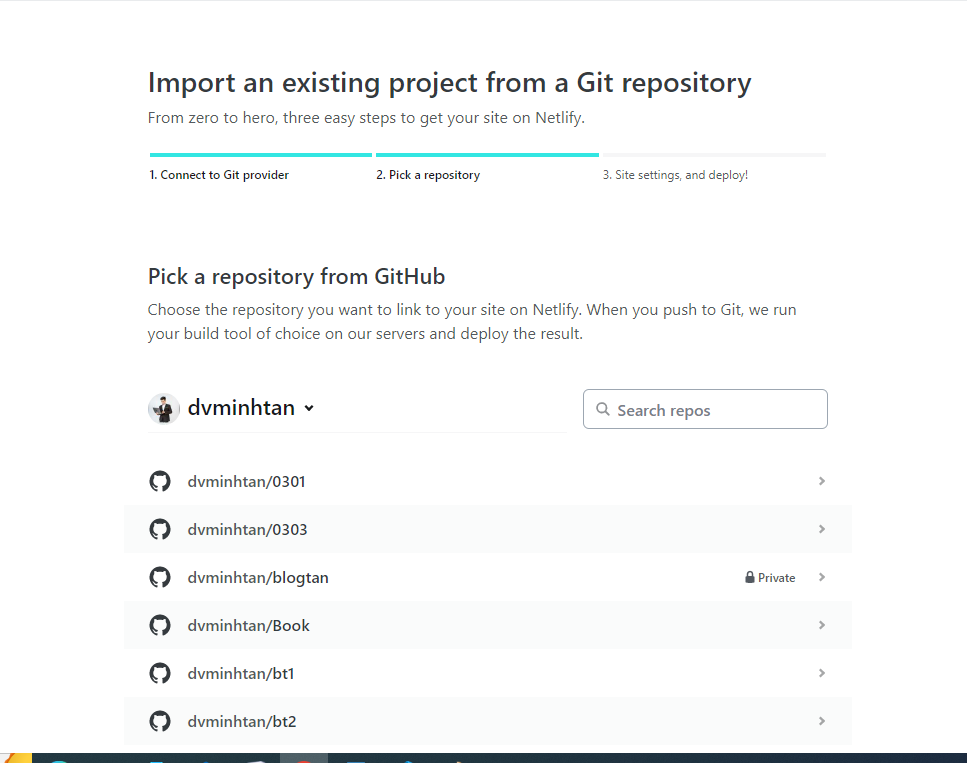 Import an existing project from a Git repository
From zero to hero, three easy steps to get your site on Netlify.
1. Connect to Git provider
2. Pick a repository
3. Site settings, and deploy!
Pick a repository from GitHub
Choose the repository you want to link to your site on Netlify. When you push to Git, we run
your build tool of choice on our servers and deploy the result.
dvminhtan
Search repos
dvminhtan/0301
dvminhtan/0303
dvminhtan/blogtan
Private
dvminhtan/Book
dvminhtan/bt1
dvminhtan/bt2